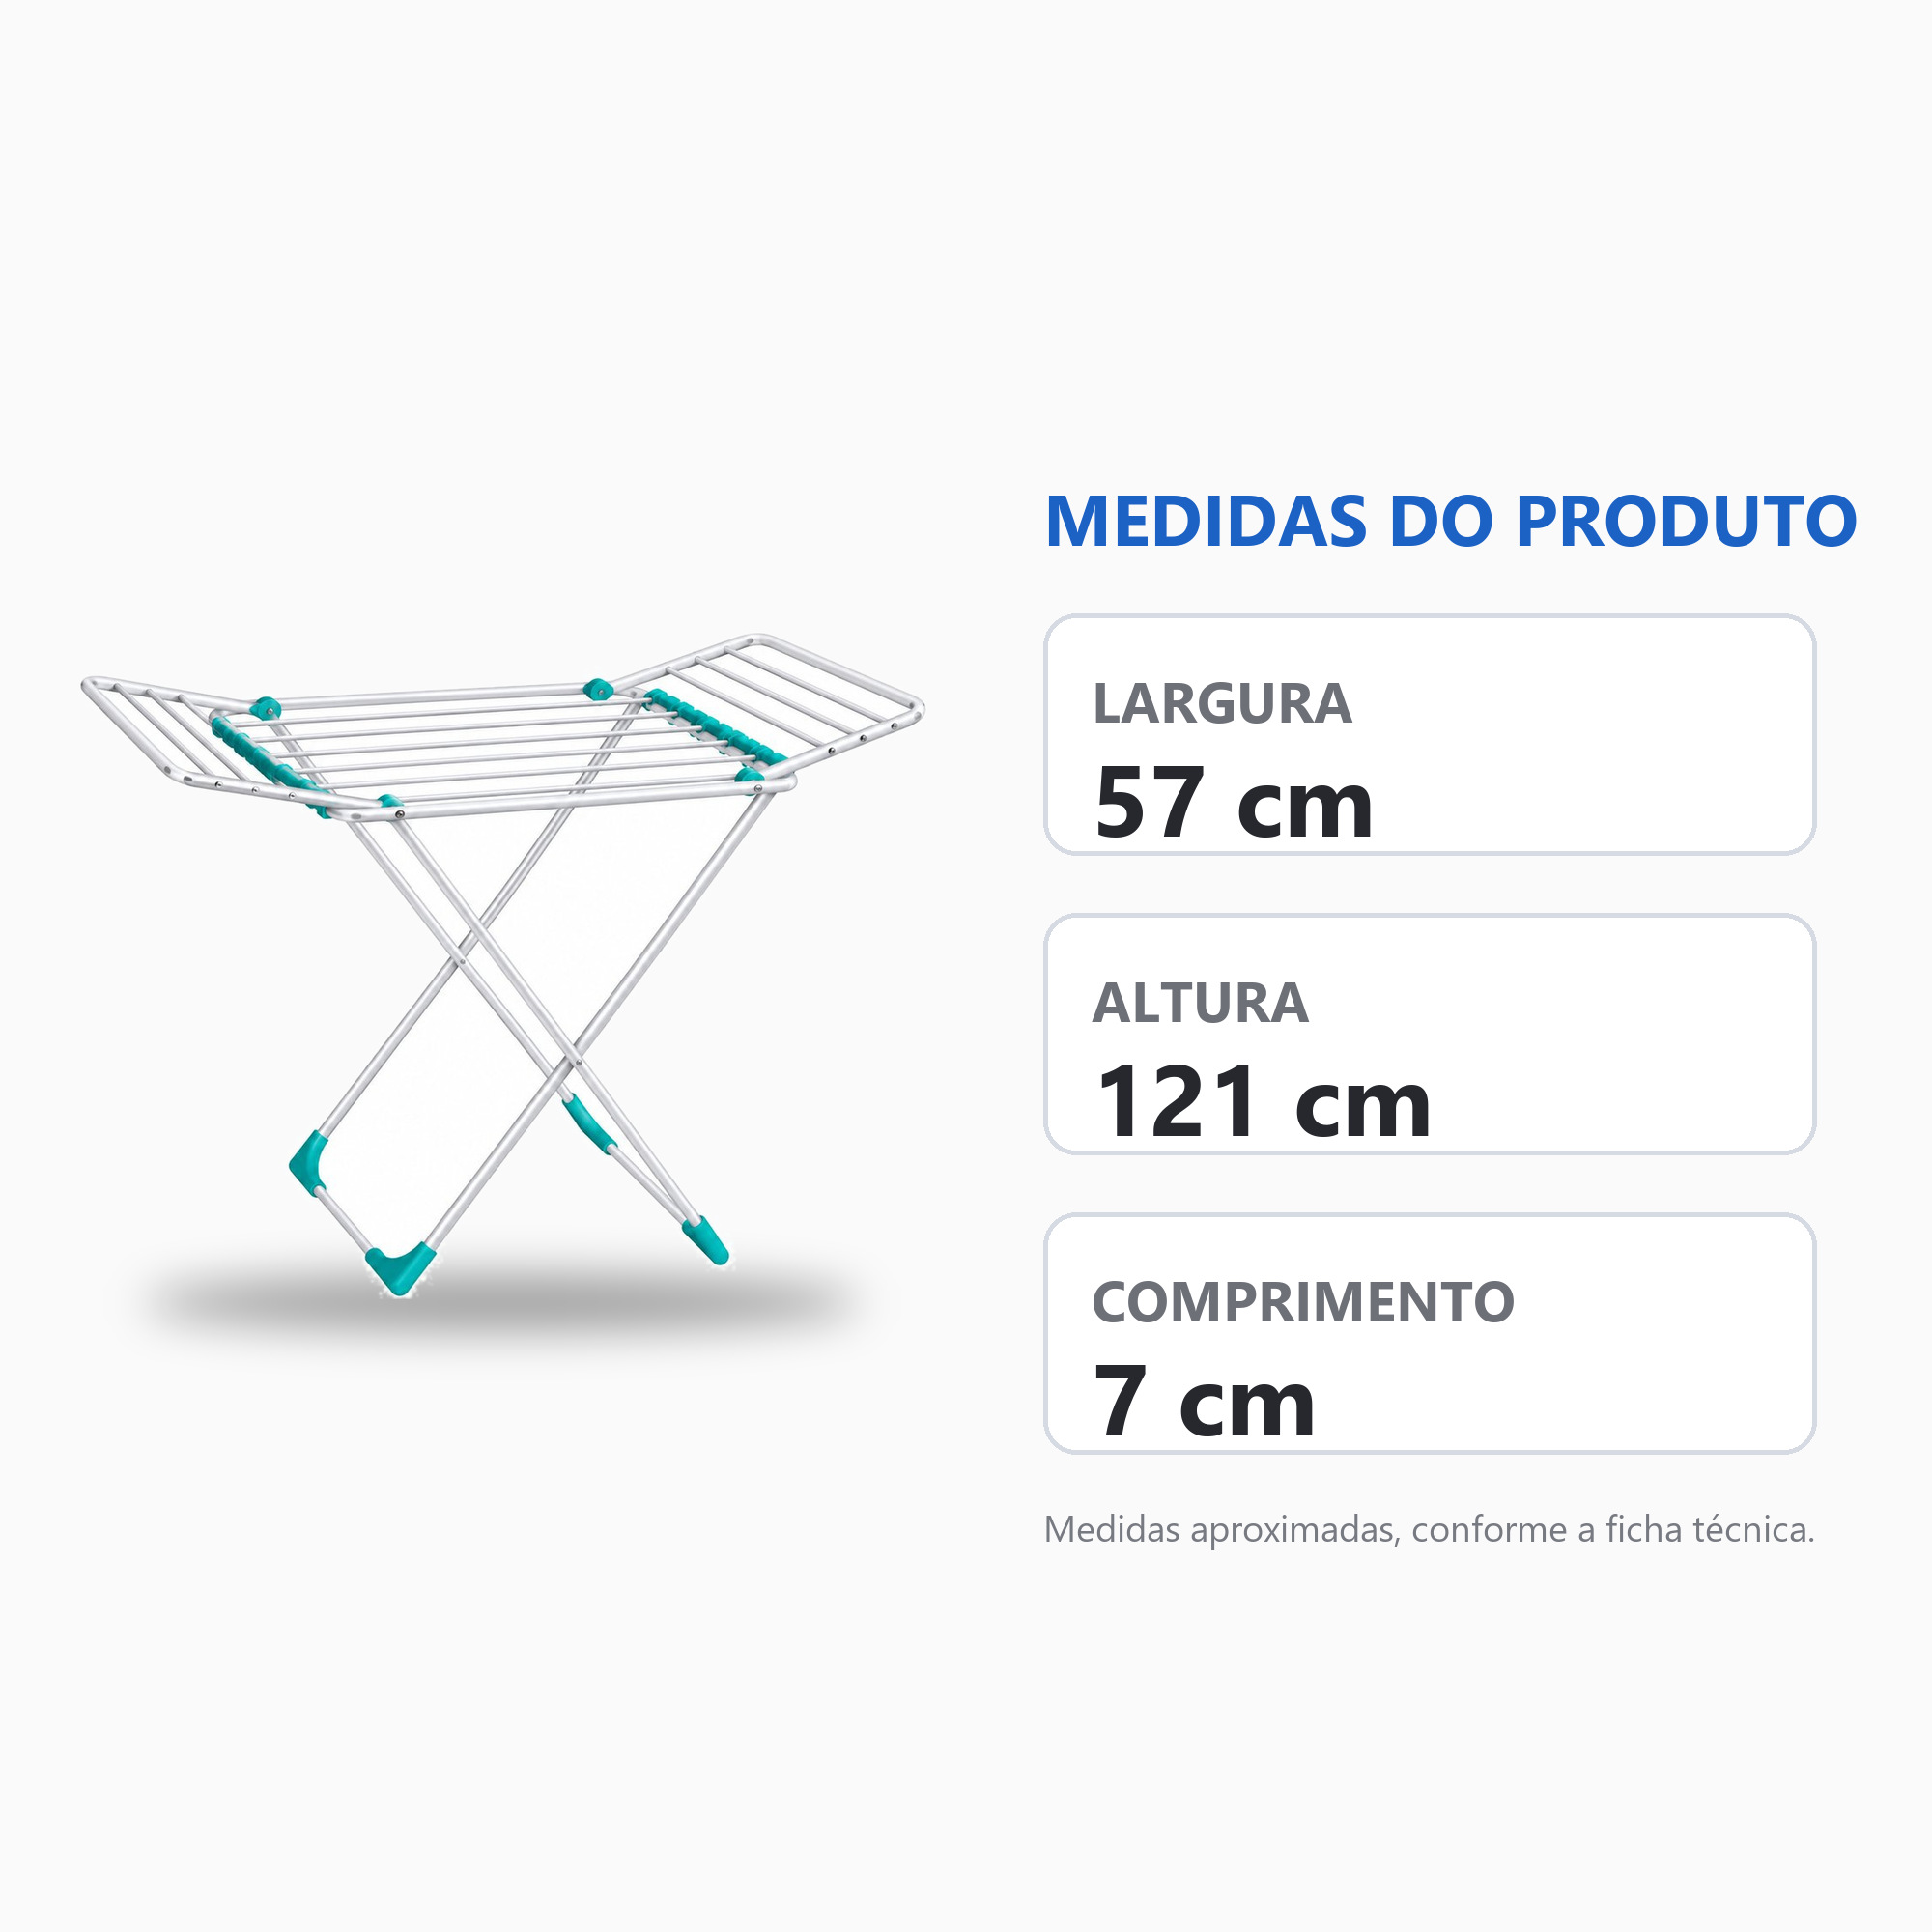 MEDIDAS DO PRODUTO
LARGURA
57 cm
ALTURA
121 cm
COMPRIMENTO
7 cm
Medidas aproximadas, conforme a ficha técnica.